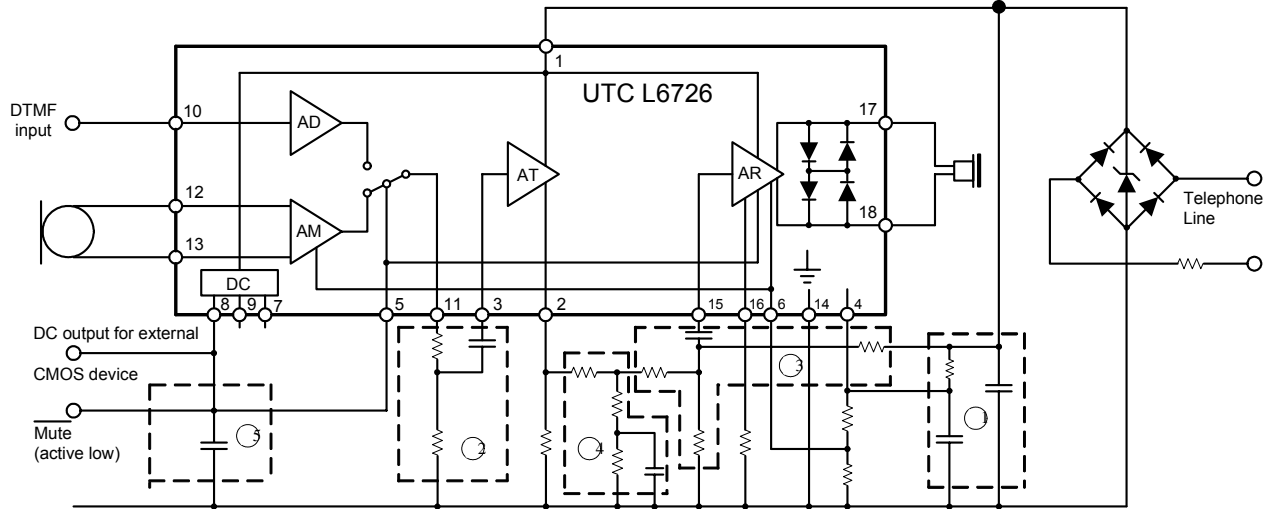 1
UTC L6726
DTMF
input
10
AD
17
AT
AR
12
AM
13
18
Telephone
Line
DC
8
9
7
5
11
3
2
15
16
6
14
4
DC output for external
CMOS device
3
1
5
Mute
(active low)
2
4